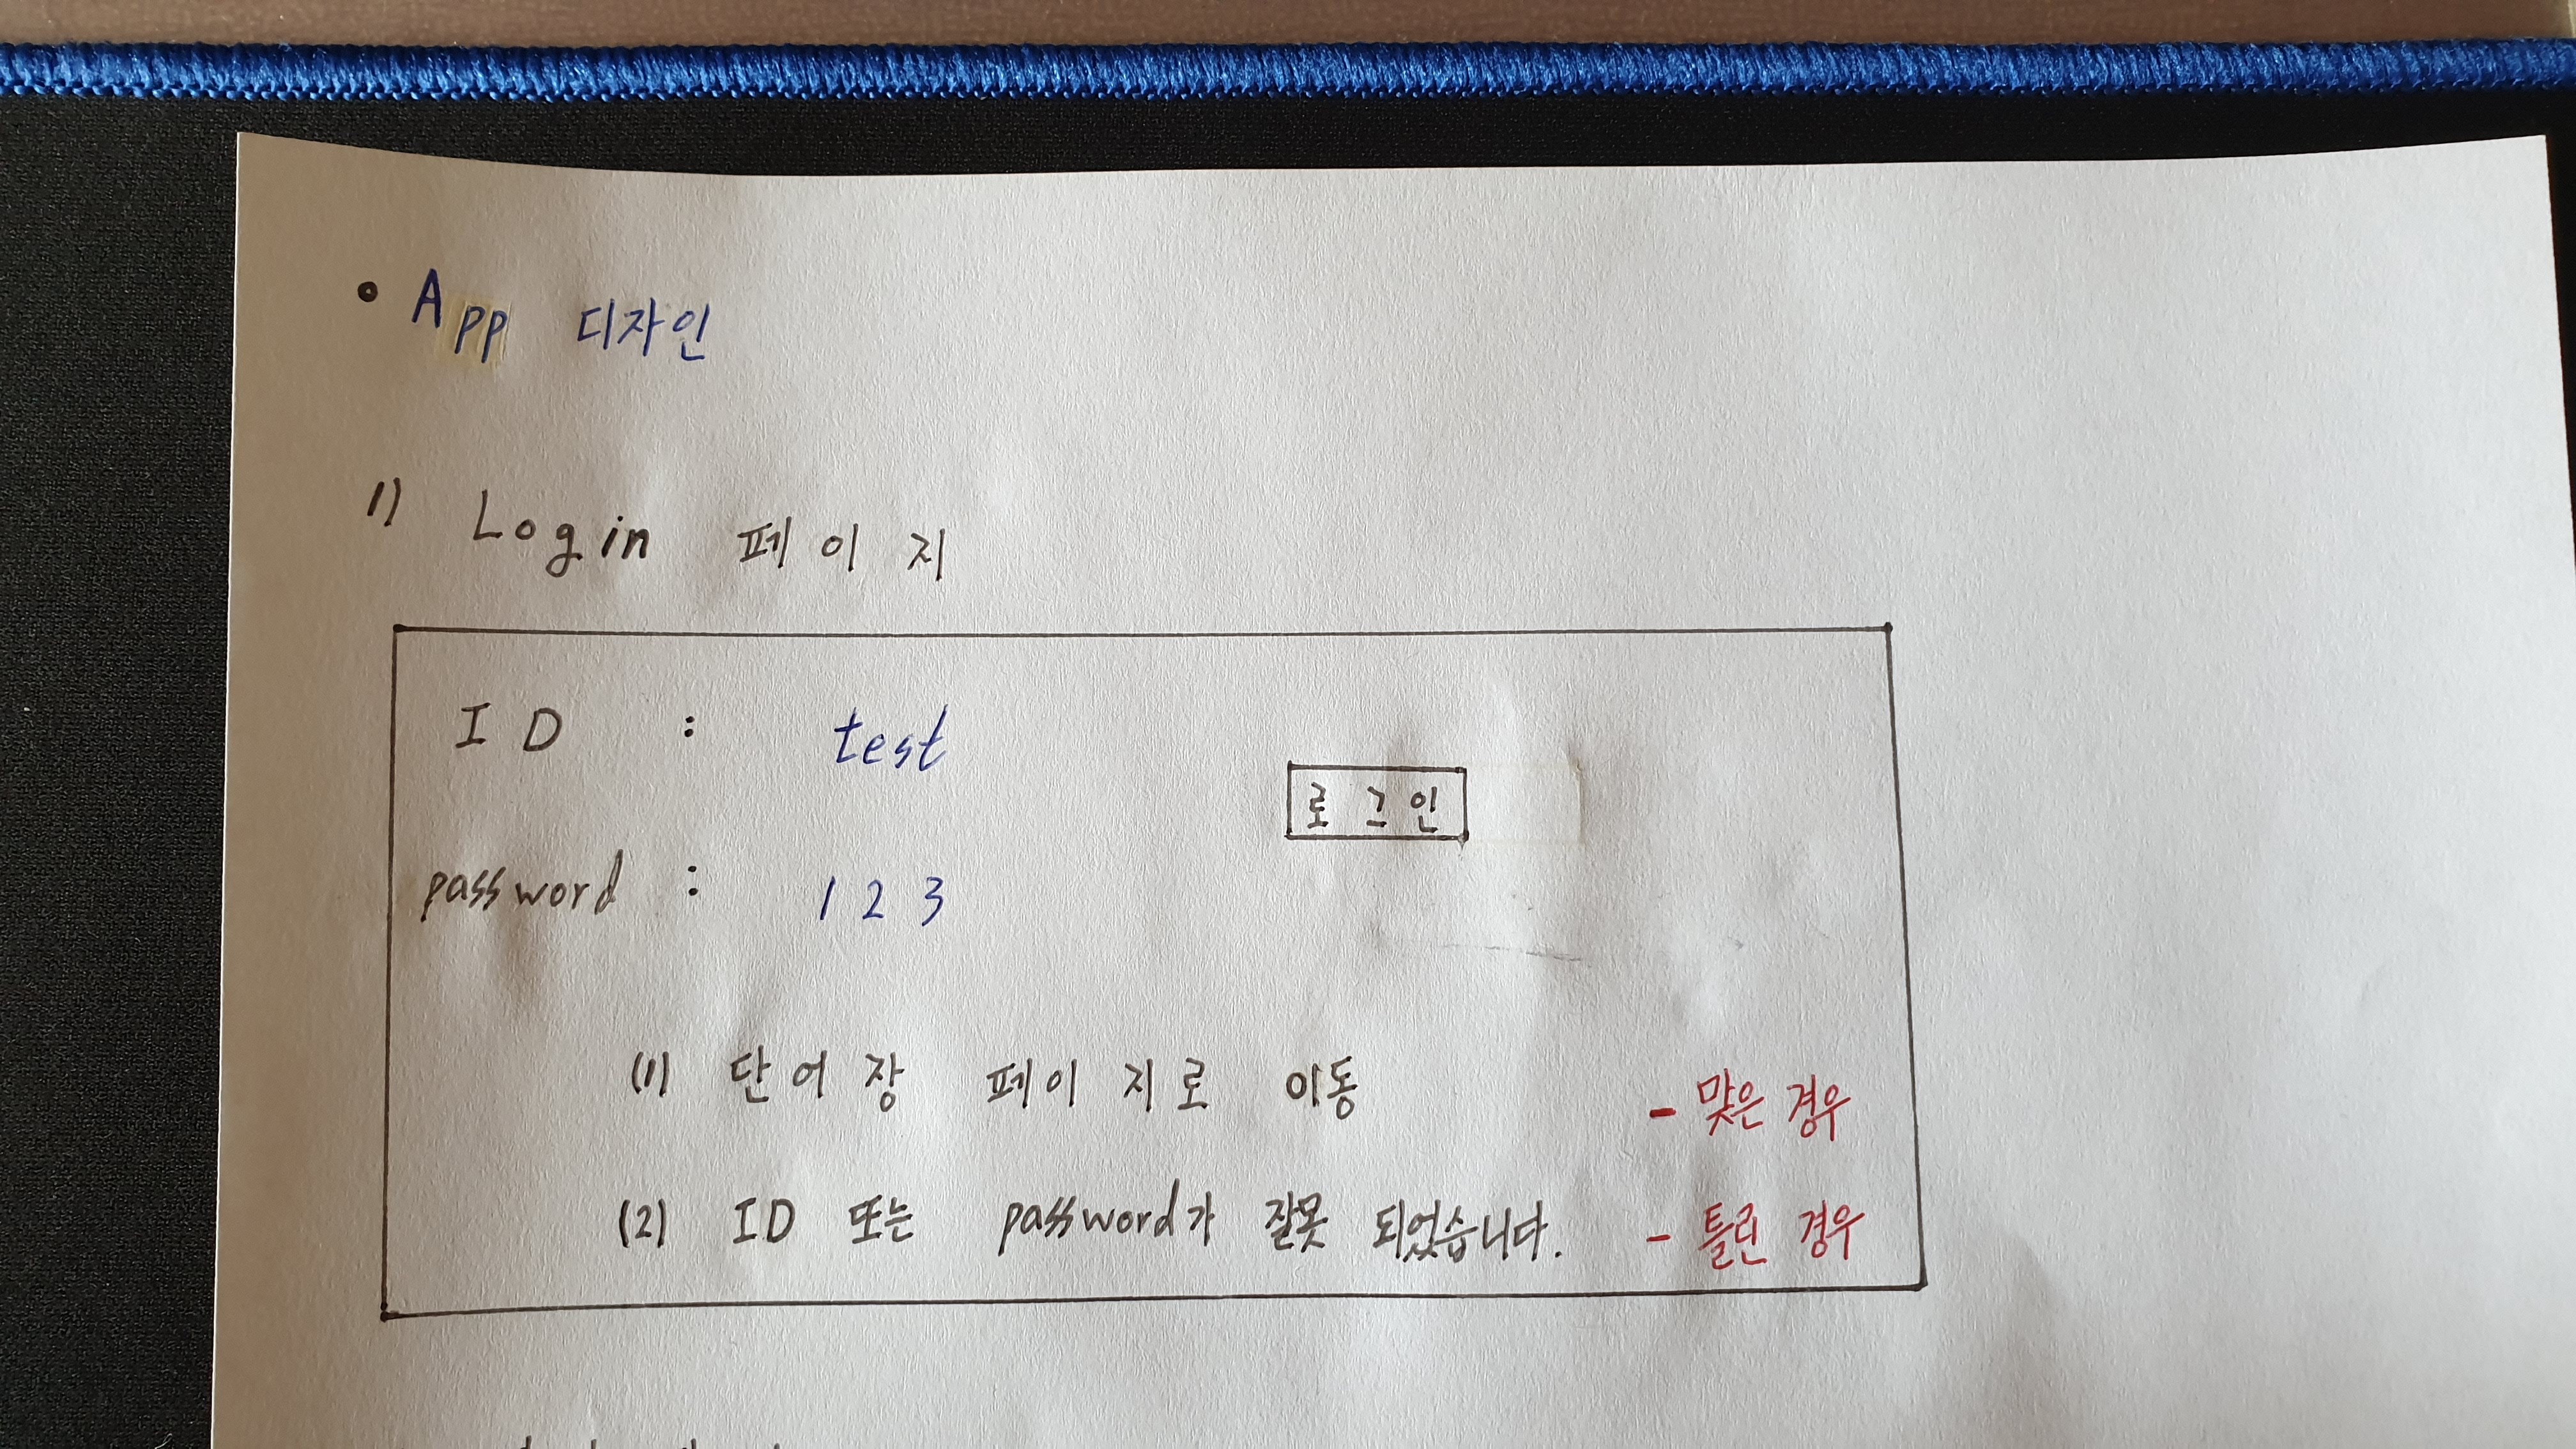 • App 디자인
1) Login 페이지
ID : test
password : 123
로그인
(1) 단어장 페이지로 이동 - 맞은 경우
(2) ID 또는 password가 잘못 되었습니다. - 틀린 경우